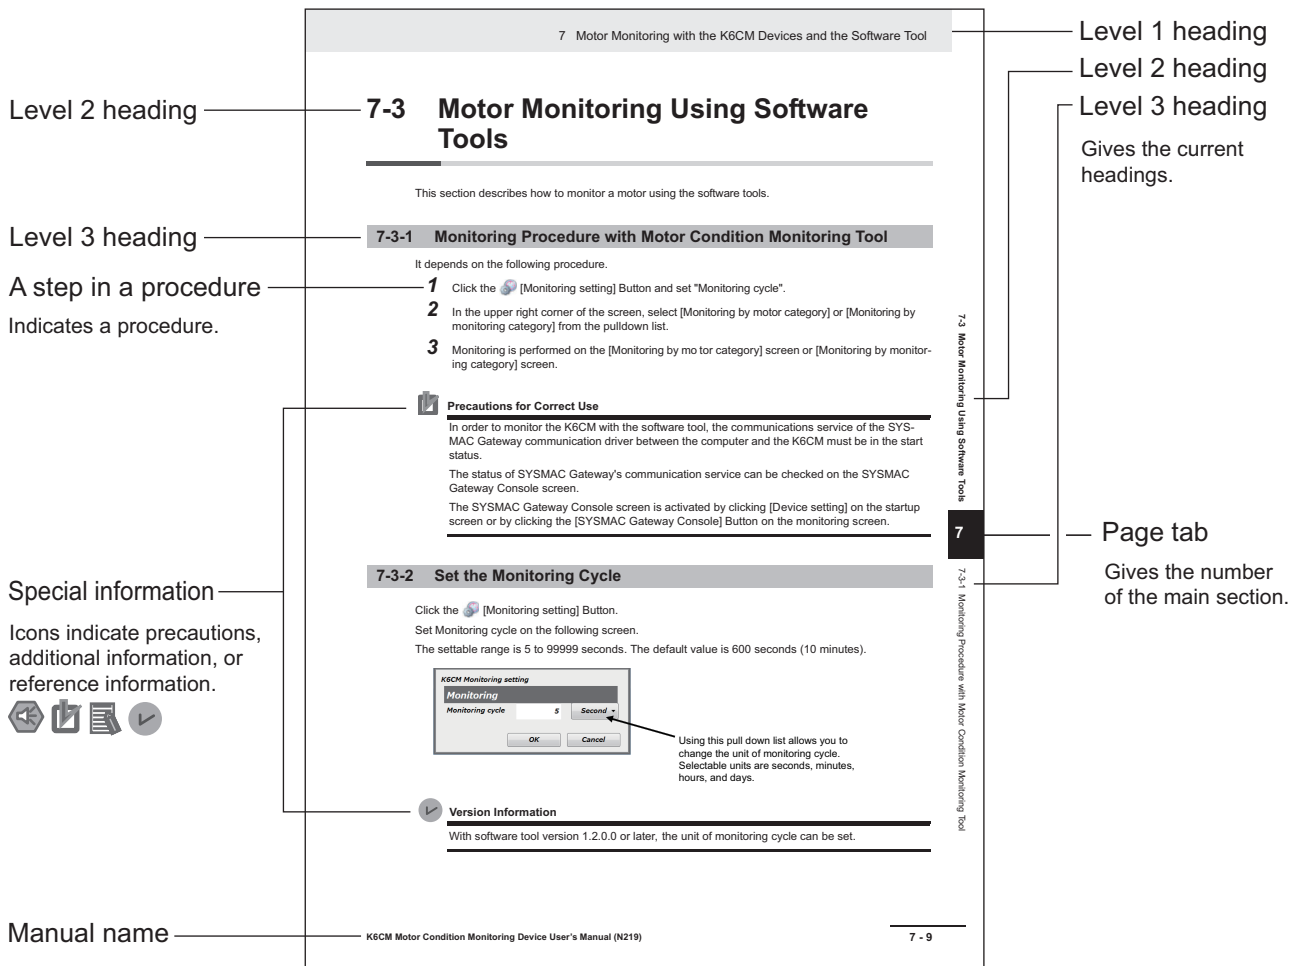 7 Motor Monitoring with the K6CM Devices and the Software Tool
Level 1 heading
Level 2 heading
Level 3 heading
Gives the current
headings.
Level 2 heading
7-3 Motor Monitoring Using Software
Tools
This section describes how to monitor a motor using the software tools.
Level 3 heading
7-3-1 Monitoring Procedure with Motor Condition Monitoring Tool
It depends on the following procedure.
A step in a procedure
Indicates a procedure.
1 Click the [Monitoring setting] Button and set "Monitoring cycle".
2 In the upper right corner of the screen, select [Monitoring by motor category] or [Monitoring by
monitoring category] from the pulldown list.
3 Monitoring is performed on the [Monitoring by mo tor category] screen or [Monitoring by monitor-
ing category] screen.
Precautions for Correct Use
In order to monitor the K6CM with the software tool, the communications service of the SYS-
MAC Gateway communication driver between the computer and the K6CM must be in the start
status.
The status of SYSMAC Gateway's communication service can be checked on the SYSMAC
Gateway Console screen.
The SYSMAC Gateway Console screen is activated by clicking [Device setting] on the startup
screen or by clicking the [SYSMAC Gateway Console] Button on the monitoring screen.
7-3 Motor Monitoring Using Software Tools
7
Page tab
Gives the number
of the main section.
7-3-1 Monitoring Procedure with Motor Condition Monitoring Tool
Special information
Icons indicate precautions,
additional information, or
reference information.
7-3-2 Set the Monitoring Cycle
Click the [Monitoring setting] Button.
Set Monitoring cycle on the following screen.
The settable range is 5 to 99999 seconds. The default value is 600 seconds (10 minutes).
K6CM Monitoring setting
Monitoring
Monitoring cycle 5 Second
OK Cancel
Using this pull down list allows you to
change the unit of monitoring cycle.
Selectable units are seconds, minutes,
hours, and days.
Version Information
With software tool version 1.2.0.0 or later, the unit of monitoring cycle can be set.
Manual name
K6CM Motor Condition Monitoring Device User's Manual (N219)
7 - 9